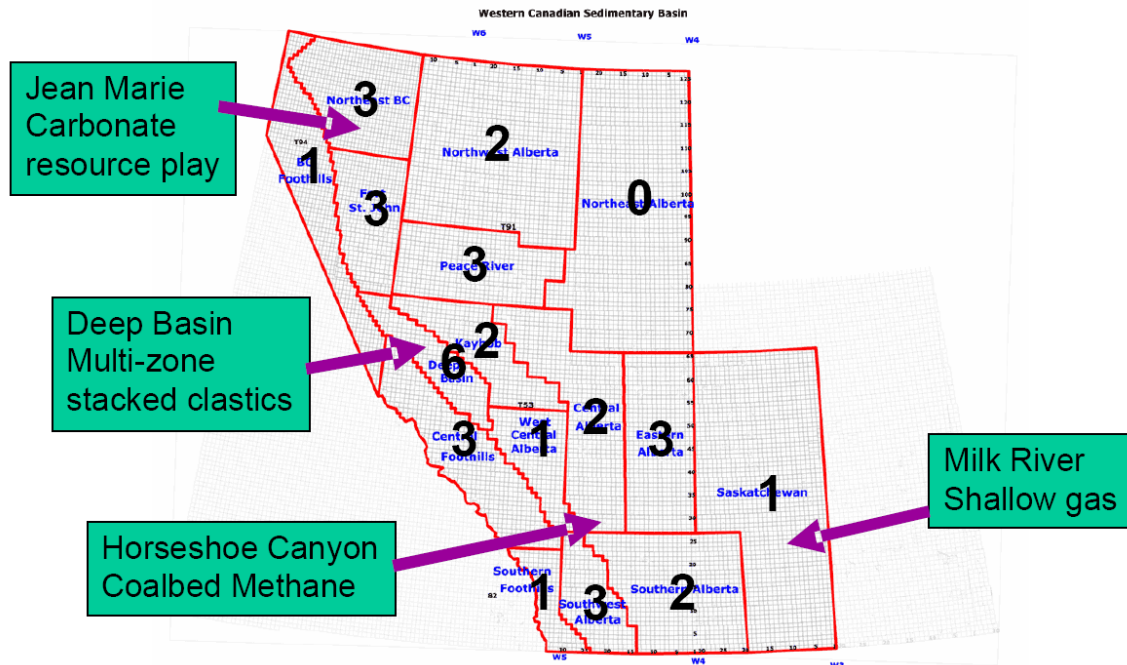 Western Canadian Sedimentary Basin
W6
W5
W4
Jean Marie
Carbonate
resource play
Northeast BC
3
Northwest Alberta
2
Northeast Alberta
0
T94
BC
Foothills
1
Fort
St. John
3
T91
Peace River
3
Deep Basin
Multi-zone
stacked clastics
Kaybob
2
Deep
Basin
6
T53
West
Central
Alberta
1
Central
Alberta
2
Eastern
Alberta
3
Central
Foothills
3
Saskatchewan
1
Milk River
Shallow gas
Horseshoe Canyon
Coalbed Methane
Southern
Foothills
1
82
Southwest
Alberta
3
Southern Alberta
2
W5
W4
W3